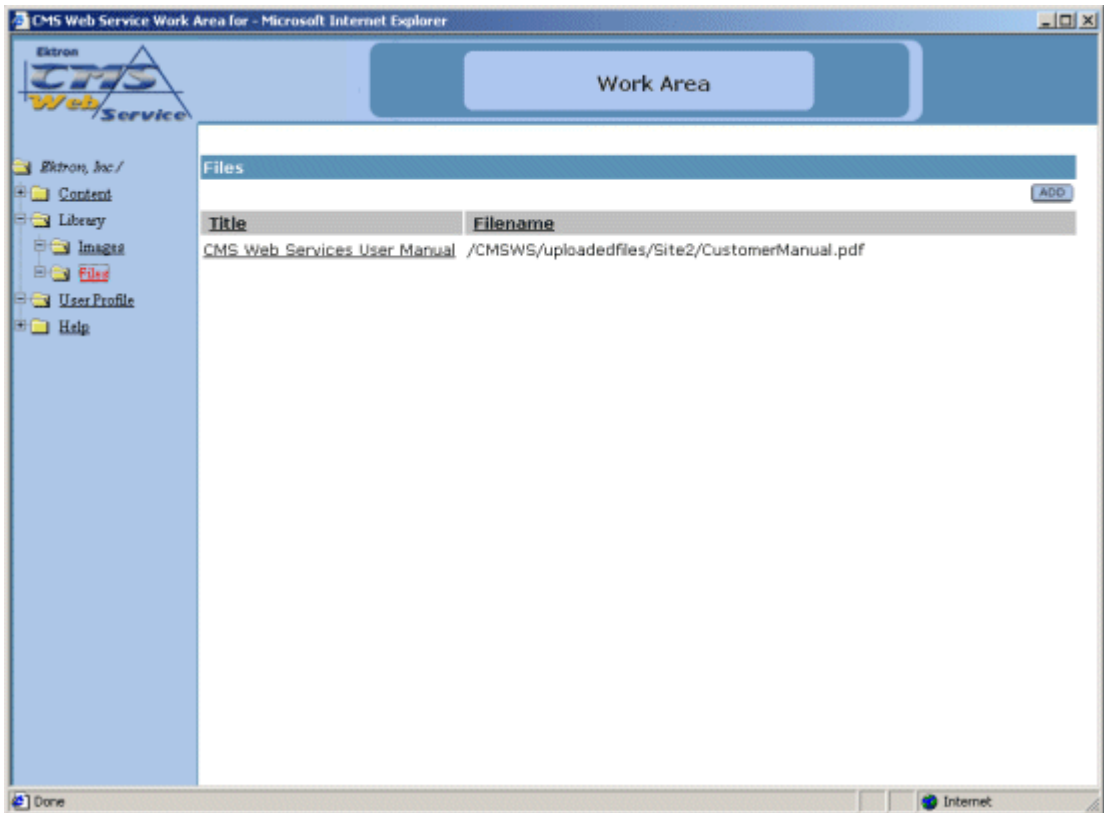 CMS Web Service Work Area for - Microsoft Internet Explorer
Ektron
CMS
Web
Service
Work Area
Ektron, Inc/
Content
Library
Images
Files
User Profile
Help
Files
ADD
Title Filename
CMS Web Services User Manual /CMSWS/uploadedfiles/Site2/CustomerManual.pdf
Done Internet